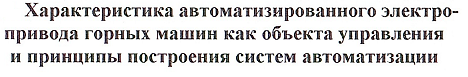 Характеристика автоматизированного электро-
привода горных машин как объекта управления
и принципы построения систем автоматизации